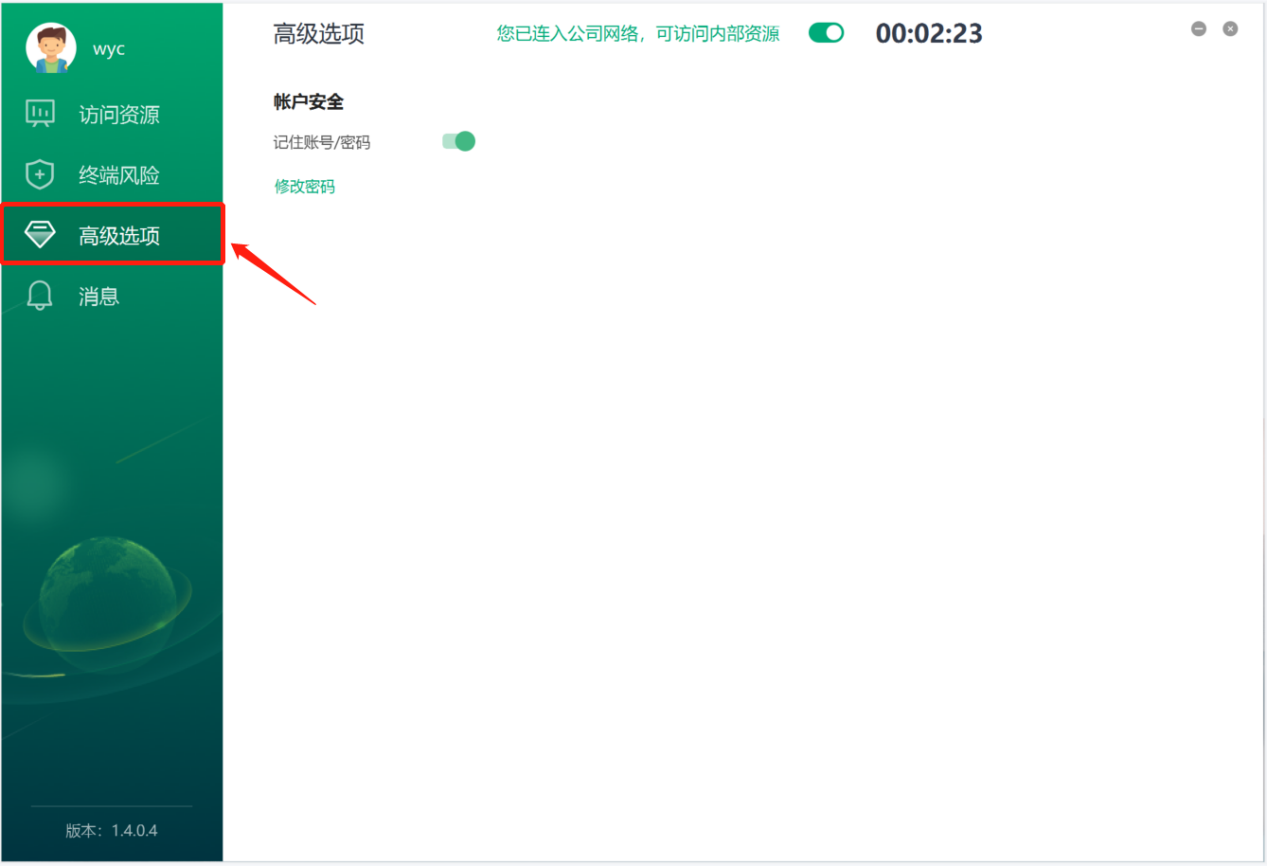 wyc
访问资源
终端风险
高级选项
消息
版本：1.4.0.4
高级选项
您已连入公司网络，可访问内部资源
00:02:23
帐户安全
记住账号/密码
修改密码